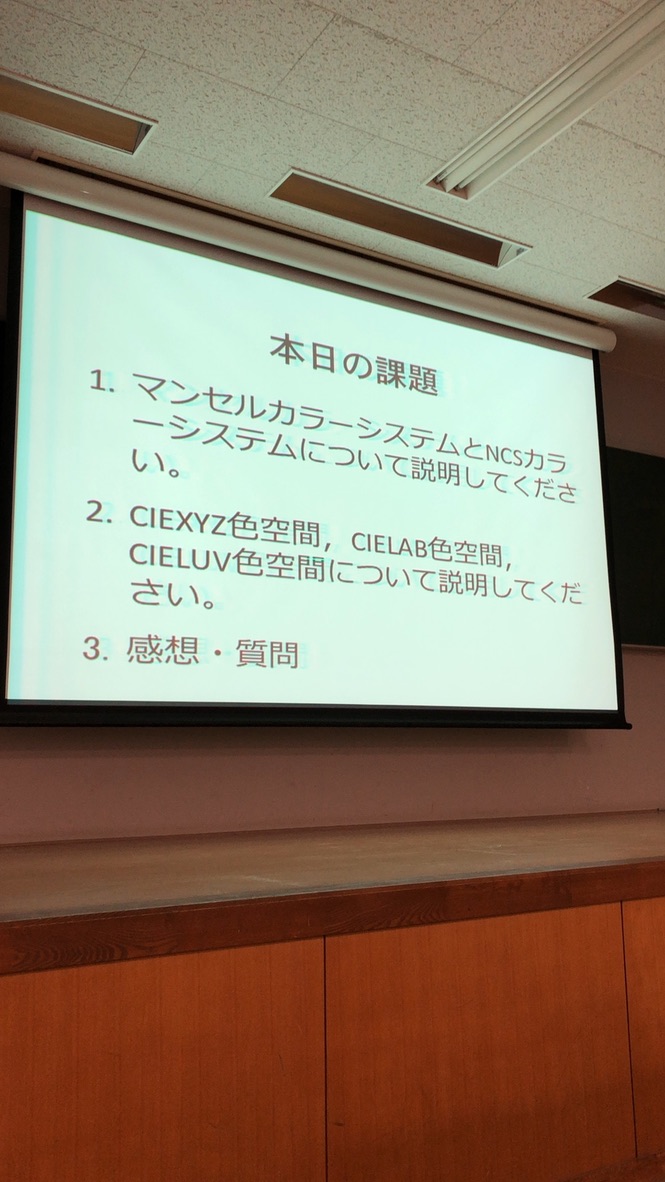 本日の課題
1. マンセルカラーシステムとNCSカラ
ーシステムについて説明してくださ
い。
2. CIEXYZ色空間，CIELAB色空間，
CIELUV色空間について説明してくだ
さい。
3. 感想・質問